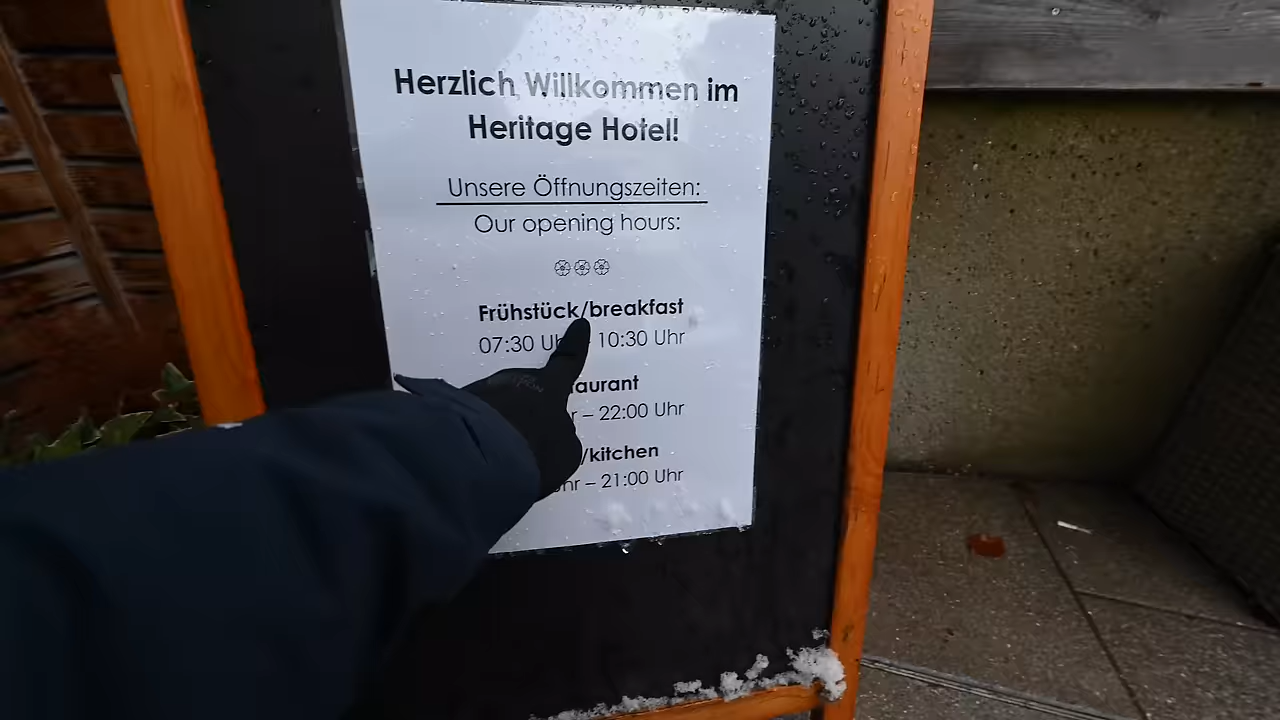 Herzlich Willkommen im
Heritage Hotel!
Unsere Öffnungszeiten:
Our opening hours:
Frühstück/breakfast
07:30 – 10:30 Uhr
– 22:00 Uhr
/kitchen
– 21:00 Uhr